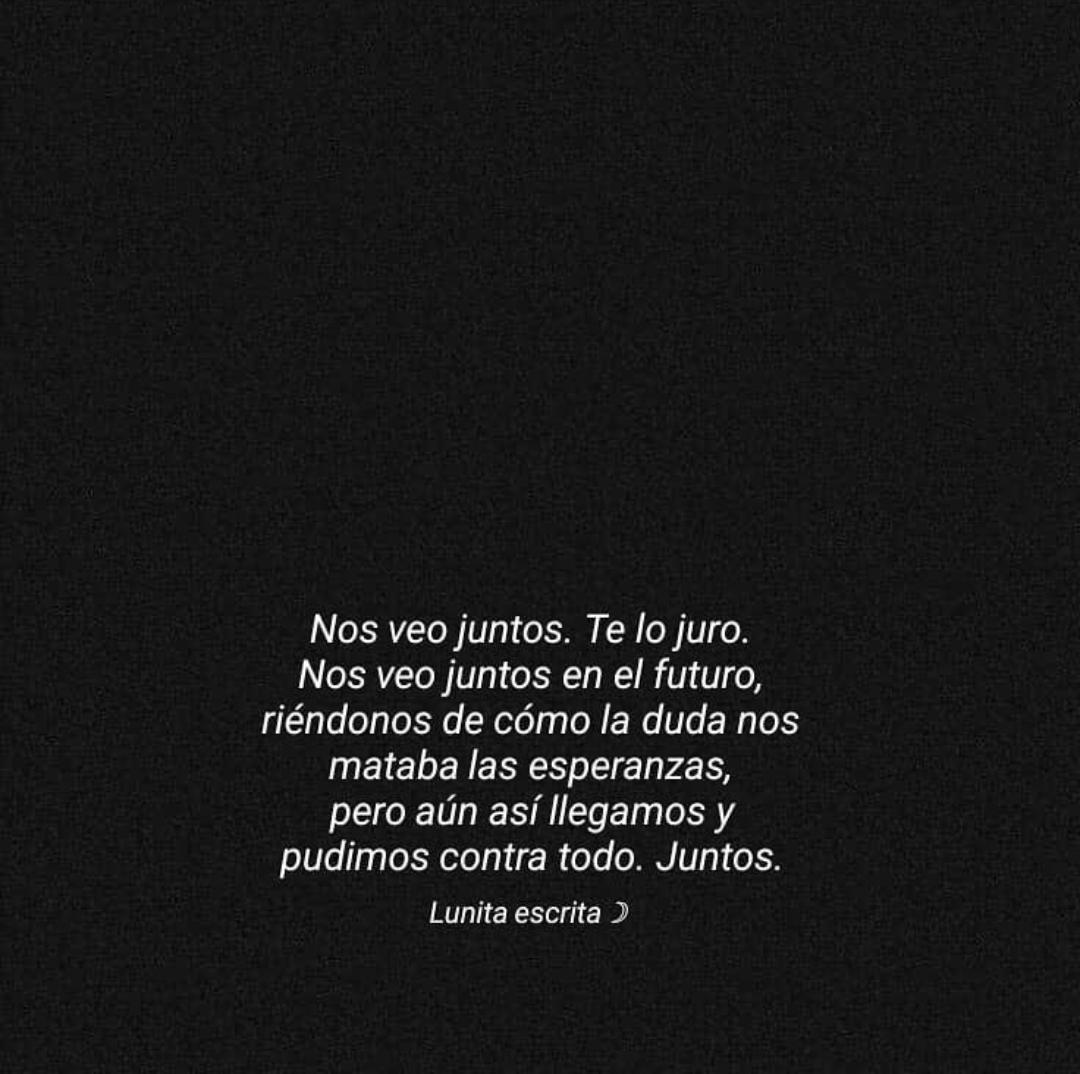 Nos veo juntos. Te lo juro.
Nos veo juntos en el futuro,
riéndonos de cómo la duda nos
mataba las esperanzas,
pero aún así llegamos y
pudimos contra todo. Juntos.
Lunita escrita ☽